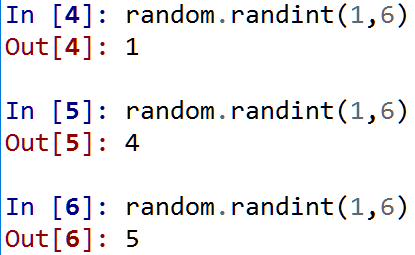 In [4]: random.randint(1,6)
Out[4]: 1
In [5]: random.randint(1,6)
Out[5]: 4
In [6]: random.randint(1,6)
Out[6]: 5